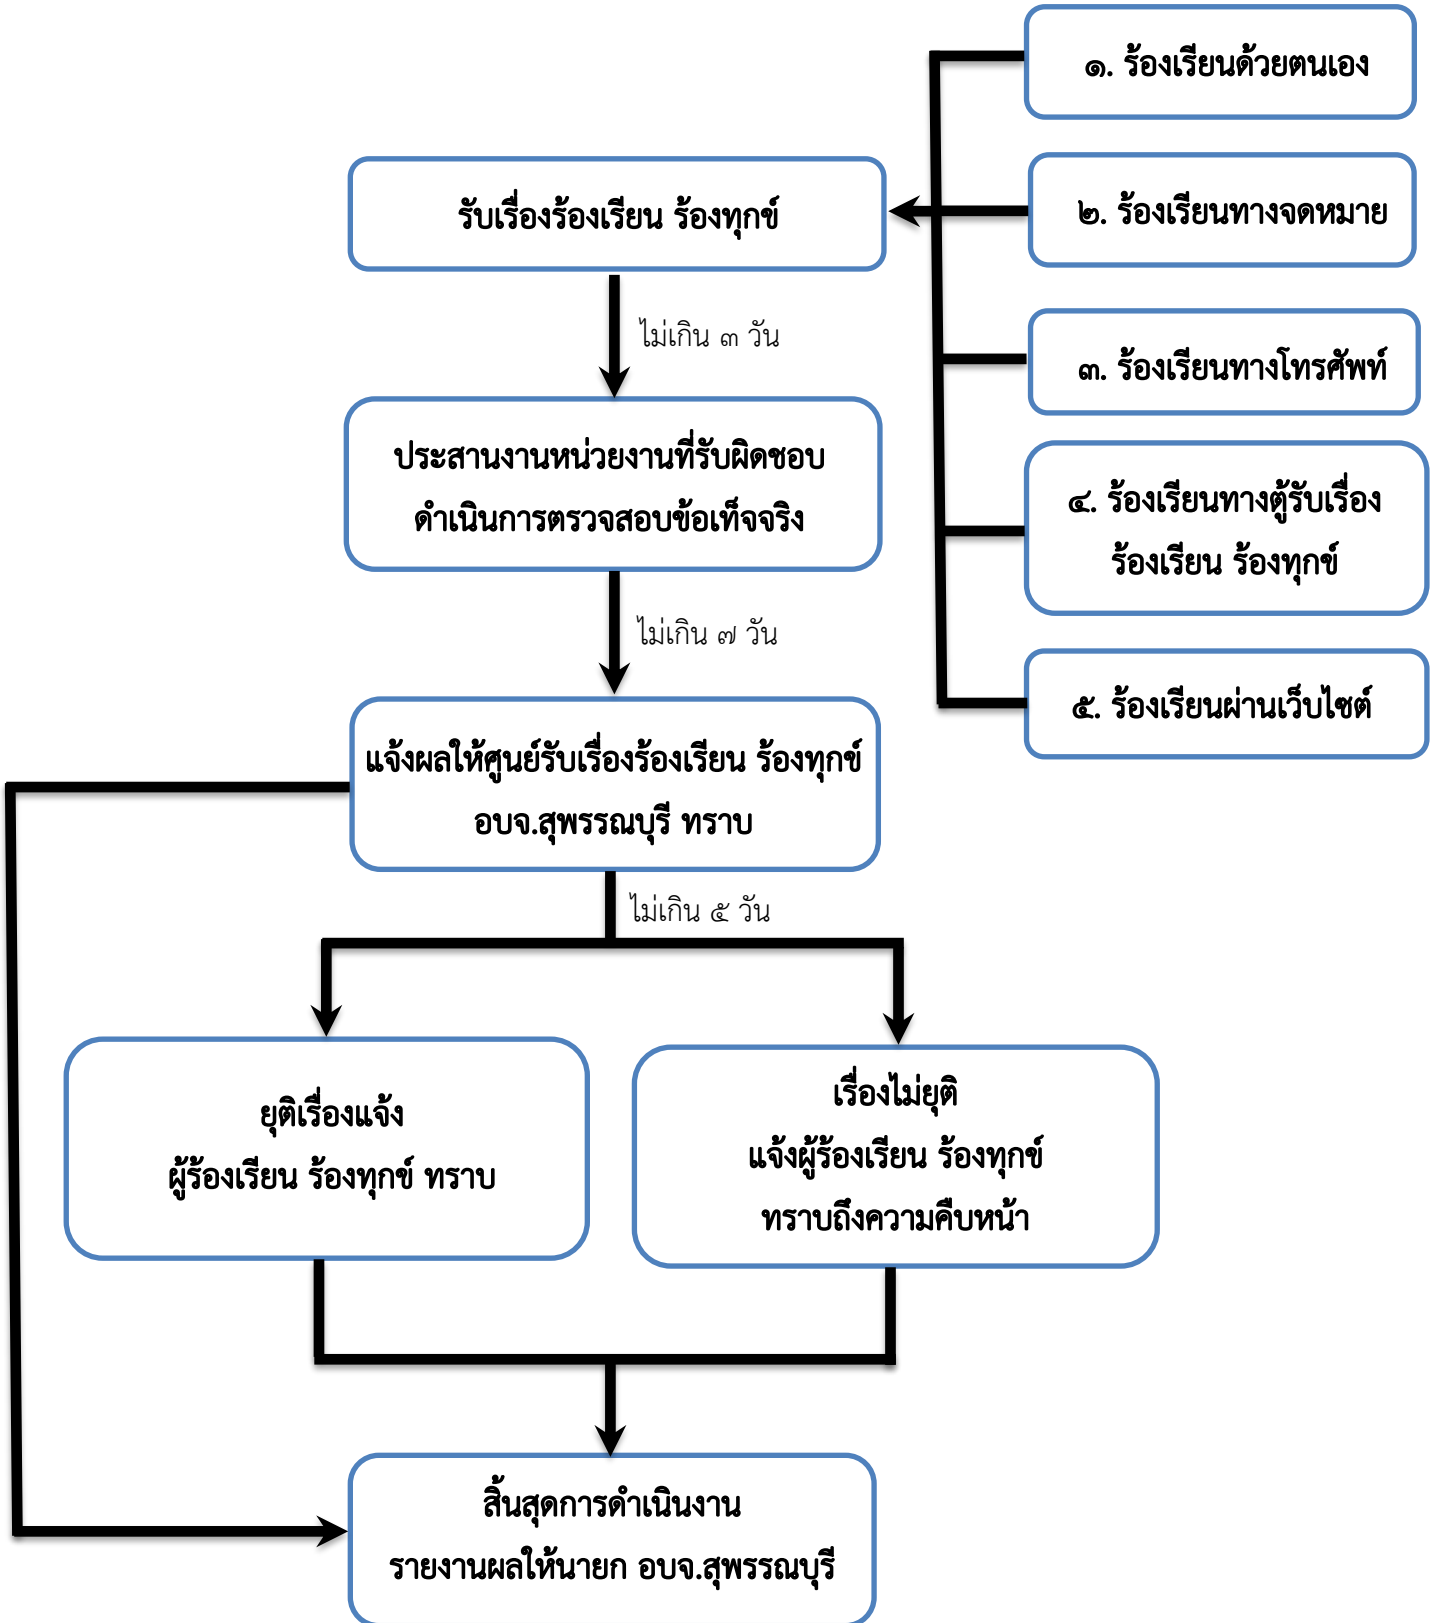 ๑. ร้องเรียนด้วยตนเอง
รับเรื่องร้องเรียน ร้องทุกข์
๒. ร้องเรียนทางจดหมาย
ไม่เกิน ๓ วัน
๓. ร้องเรียนทางโทรศัพท์
ประสานงานหน่วยงานที่รับผิดชอบ
ดำเนินการตรวจสอบข้อเท็จจริง
๔. ร้องเรียนทางตู้รับเรื่อง
ร้องเรียน ร้องทุกข์
ไม่เกิน ๗ วัน
๕. ร้องเรียนผ่านเว็บไซต์
แจ้งผลให้ศูนย์รับเรื่องร้องเรียน ร้องทุกข์
อบจ.สุพรรณบุรี ทราบ
ไม่เกิน ๕ วัน
ยุติเรื่องแจ้ง
ผู้ร้องเรียน ร้องทุกข์ ทราบ
เรื่องไม่ยุติ
แจ้งผู้ร้องเรียน ร้องทุกข์
ทราบถึงความคืบหน้า
สิ้นสุดการดำเนินงาน
รายงานผลให้นายก อบจ.สุพรรณบุรี